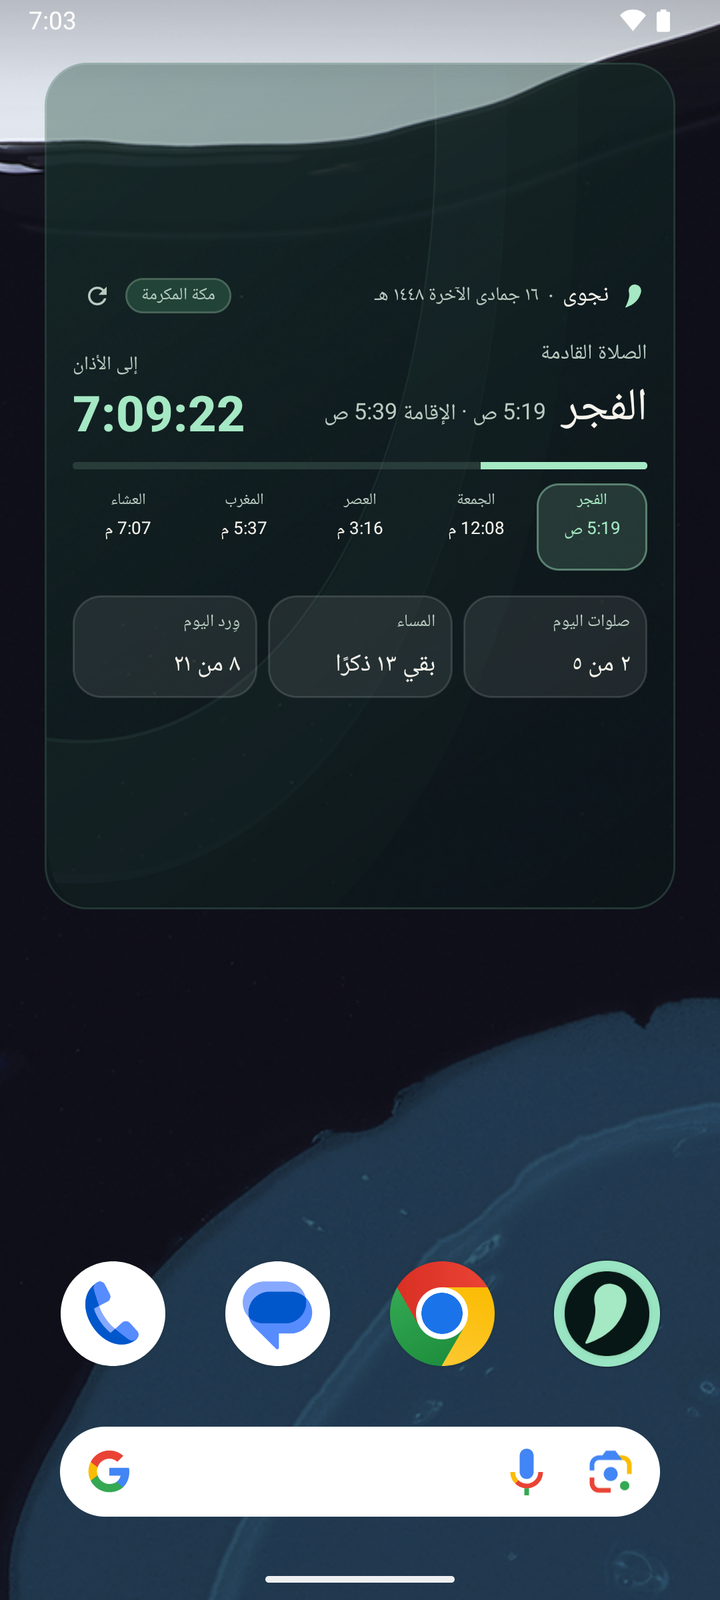 7:03
نجوى · ١٦ جمادى الآخرة ١٤٤٨ هـ
مكة المكرمة
الصلاة القادمة
إلى الأذان
الفجر 5:19 ص · الإقامة 5:39 ص
7:09:22
الفجر
5:19 ص
الجمعة
12:08 م
العصر
3:16 م
المغرب
5:37 م
العشاء
7:07 م
صلوات اليوم
٢ من ٥
المساء
بقي ١٣ ذكرًا
وِرد اليوم
٨ من ٢١